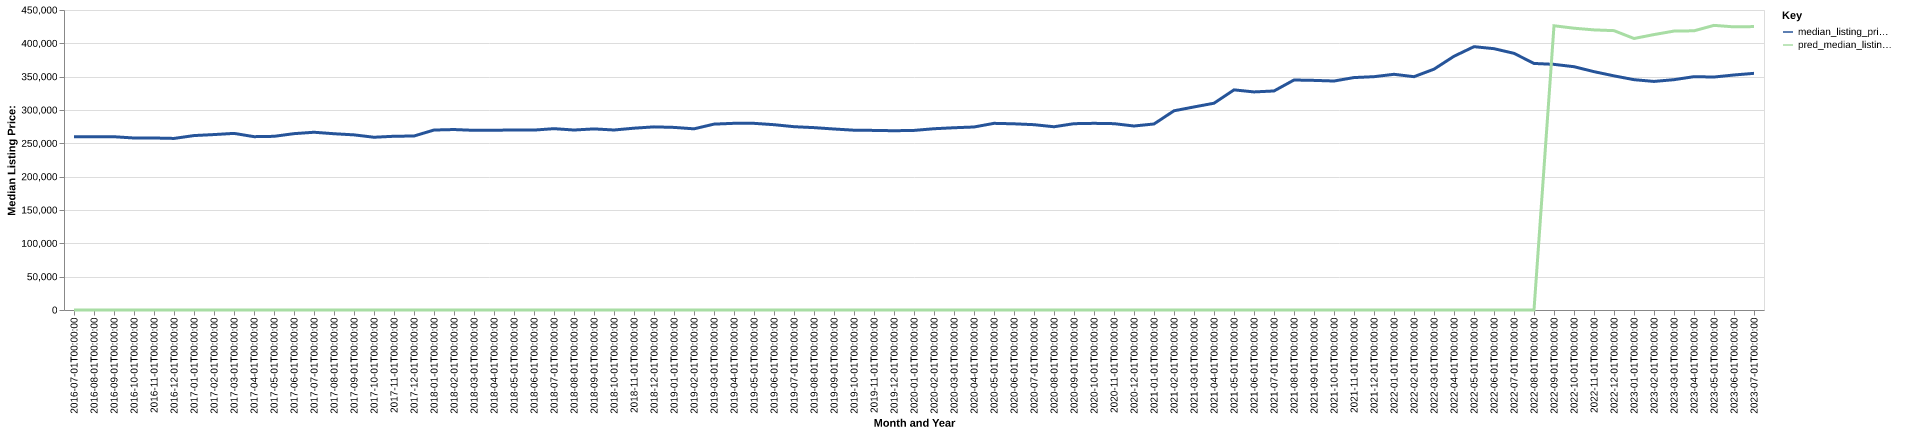 450,000
400,000
350,000
300,000
250,000
200,000
150,000
100,000
50,000
0
Median Listing Price:
2016-07-01T00:00:00
2016-08-01T00:00:00
2016-09-01T00:00:00
2016-10-01T00:00:00
2016-11-01T00:00:00
2016-12-01T00:00:00
2017-01-01T00:00:00
2017-02-01T00:00:00
2017-03-01T00:00:00
2017-04-01T00:00:00
2017-05-01T00:00:00
2017-06-01T00:00:00
2017-07-01T00:00:00
2017-08-01T00:00:00
2017-09-01T00:00:00
2017-10-01T00:00:00
2017-11-01T00:00:00
2017-12-01T00:00:00
2018-01-01T00:00:00
2018-02-01T00:00:00
2018-03-01T00:00:00
2018-04-01T00:00:00
2018-05-01T00:00:00
2018-06-01T00:00:00
2018-07-01T00:00:00
2018-08-01T00:00:00
2018-09-01T00:00:00
2018-10-01T00:00:00
2018-11-01T00:00:00
2018-12-01T00:00:00
2019-01-01T00:00:00
2019-02-01T00:00:00
2019-03-01T00:00:00
2019-04-01T00:00:00
2019-05-01T00:00:00
2019-06-01T00:00:00
2019-07-01T00:00:00
2019-08-01T00:00:00
2019-09-01T00:00:00
2019-10-01T00:00:00
2019-11-01T00:00:00
2019-12-01T00:00:00
2020-01-01T00:00:00
2020-02-01T00:00:00
2020-03-01T00:00:00
2020-04-01T00:00:00
2020-05-01T00:00:00
2020-06-01T00:00:00
2020-07-01T00:00:00
2020-08-01T00:00:00
2020-09-01T00:00:00
2020-10-01T00:00:00
2020-11-01T00:00:00
2020-12-01T00:00:00
2021-01-01T00:00:00
2021-03-01T00:00:00
2021-04-01T00:00:00
2021-05-01T00:00:00
2021-06-01T00:00:00
2021-07-01T00:00:00
2021-08-01T00:00:00
2021-09-01T00:00:00
2021-10-01T00:00:00
2021-11-01T00:00:00
2021-12-01T00:00:00
2022-01-01T00:00:00
2022-02-01T00:00:00
2022-03-01T00:00:00
2022-04-01T00:00:00
2022-05-01T00:00:00
2022-06-01T00:00:00
2022-07-01T00:00:00
2022-08-01T00:00:00
2022-09-01T00:00:00
2022-10-01T00:00:00
2022-11-01T00:00:00
2022-12-01T00:00:00
2023-01-01T00:00:00
2023-02-01T00:00:00
2023-03-01T00:00:00
2023-04-01T00:00:00
2023-05-01T00:00:00
2023-06-01T00:00:00
2023-07-01T00:00:00
Month and Year
Key
median_listing_pri…
pred_median_listin…